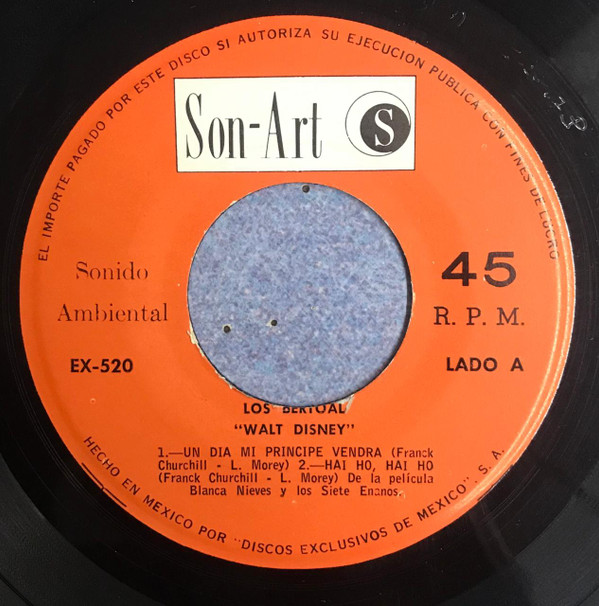 EL IMPORTE PAGADO POR ESTE DISCO SI AUTORIZA SU EJECUCION PUBLICA CON FINES DE LUCRO
Son-Art S
Sonido
Ambiental
45
R. P. M.
EX-520
LADO A
LOS BERTOAL
"WALT DISNEY"
1.—UN DIA MI PRINCIPE VENDRA (Franck
Churchill - L. Morey) 2.—HAI HO, HAI HO
(Franck Churchill - L. Morey) De la película
Blanca Nieves y los Siete Enanos.
HECHO EN MEXICO POR "DISCOS EXCLUSIVOS DE MEXICO" S. A.